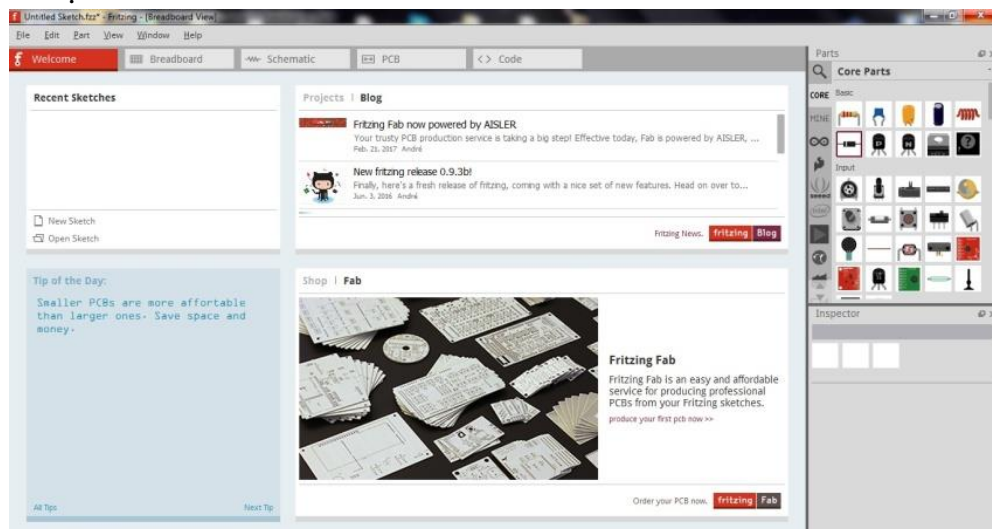 Untitled Sketch.fzz* - Fritzing - [Breadboard View]
File Edit Part View Window Help
Welcome Breadboard Schematic PCB <> Code
Recent Sketches
New Sketch
Open Sketch
Projects | Blog
Fritzing Fab now powered by AISLER
Your trusty PCB production service is taking a big step! Effective today, Fab is powered by AISLER, ...
Feb. 21, 2017 André
New fritzing release 0.9.3b!
Finally, here's a fresh release of fritzing, coming with a nice set of new features. Head on over to...
Jun. 3, 2016 André
Fritzing News. fritzing Blog
Tip of the Day:
Smaller PCBs are more affortable
than larger ones. Save space and
money.
All Tips Next Tip
Shop | Fab
Fritzing Fab
Fritzing Fab is an easy and affordable
service for producing professional
PCBs from your Fritzing sketches.
produce your first pcb now >>
Order your PCB now. fritzing Fab
Parts
Core Parts
CORE Basic
MINE
Input
Inspector